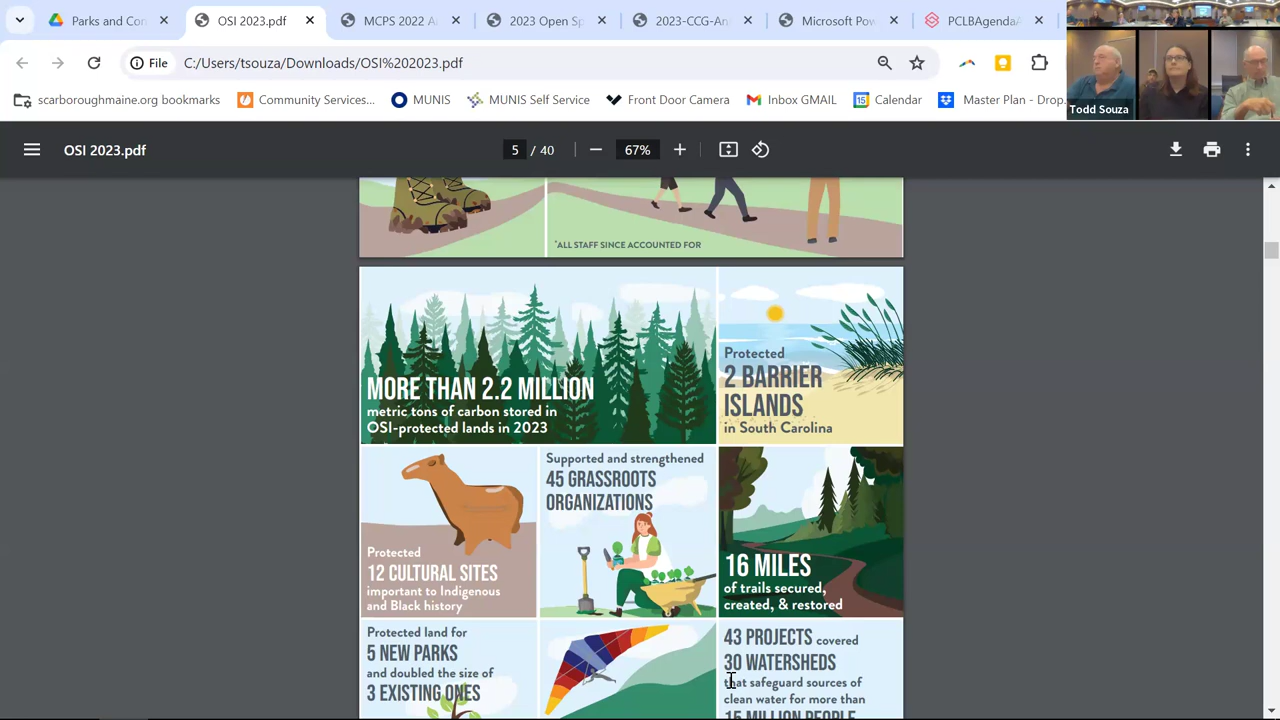 Parks and Con
OSI 2023.pdf
MCPS 2022 A
2023 Open Sp
2023-CCG-An
Microsoft Pow
PCLBAgendaA
File
C:/Users/tsouza/Downloads/OSI%202023.pdf
scarboroughmaine.org bookmarks
Community Services...
MUNIS
MUNIS Self Service
Front Door Camera
Inbox GMAIL
Calendar
Master Plan - Drop.
Todd Souza
OSI 2023.pdf
5 / 40
67%
*ALL STAFF SINCE ACCOUNTED FOR
MORE THAN 2.2 MILLION
metric tons of carbon stored in
OSI-protected lands in 2023
Protected
2 BARRIER
ISLANDS
in South Carolina
Protected
12 CULTURAL SITES
important to Indigenous
and Black history
Supported and strengthened
45 GRASSROOTS
ORGANIZATIONS
16 MILES
of trails secured,
created, & restored
Protected land for
5 NEW PARKS
and doubled the size of
3 EXISTING ONES
43 PROJECTS covered
30 WATERSHEDS
that safeguard sources of
clean water for more than
15 MILLION PEOPLE